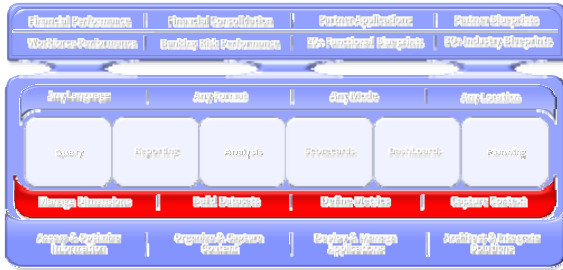 Financial Performance | Financial Consolidation | Partner Applications | Partner Blueprints
Workforce Performance | Banking Risk Performance | 50+ Functional Blueprints | 50+ Industry Blueprints
Any Language | Any Format | Any Mode | Any Location
Query Reporting Analysis Scorecards Dashboards Planning
Manage Dimensions | Build Datasets | Define Metrics | Capture Context
Access & Optimize Information | Organize & Capture Content | Deploy & Manage Applications | Architect & Integrate Solutions